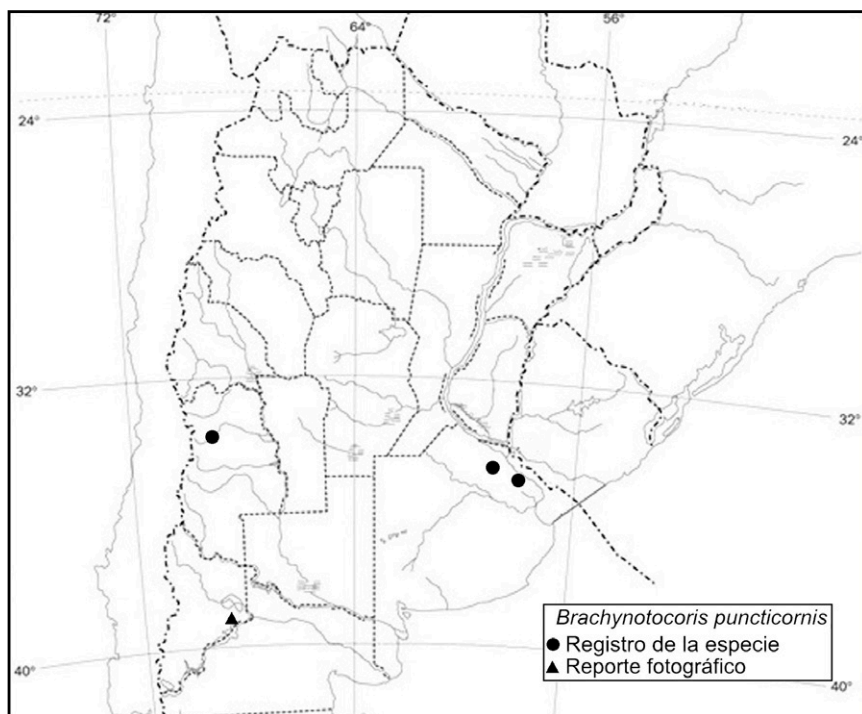 72° 64° 56°
24° 24°
32° 32°
40° 40°
Brachynotocoris puncticornis
Registro de la especie
Reporte fotográfico